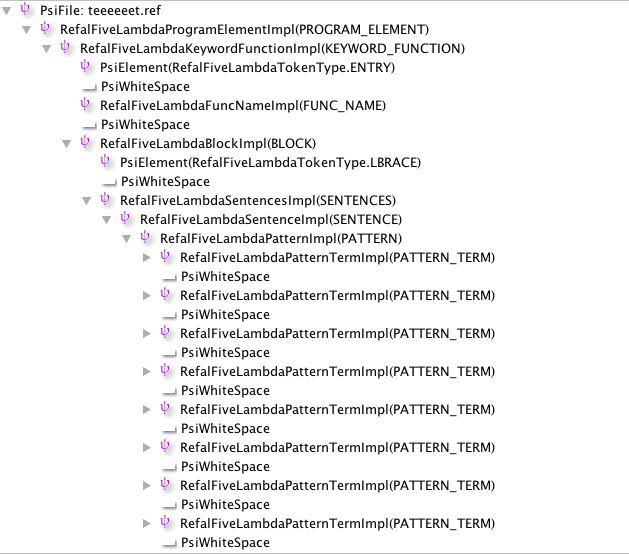 PsiFile: teeeeeet.ref
RefalFiveLambdaProgramElementImpl(PROGRAM_ELEMENT)
RefalFiveLambdaKeywordFunctionImpl(KEYWORD_FUNCTION)
PsiElement(RefalFiveLambdaTokenType.ENTRY)
PsiWhiteSpace
RefalFiveLambdaFuncNameImpl(FUNC_NAME)
PsiWhiteSpace
RefalFiveLambdaBlockImpl(BLOCK)
PsiElement(RefalFiveLambdaTokenType.LBRACE)
PsiWhiteSpace
RefalFiveLambdaSentencesImpl(SENTENCES)
RefalFiveLambdaSentenceImpl(SENTENCE)
RefalFiveLambdaPatternImpl(PATTERN)
RefalFiveLambdaPatternTermImpl(PATTERN_TERM)
PsiWhiteSpace
RefalFiveLambdaPatternTermImpl(PATTERN_TERM)
PsiWhiteSpace
RefalFiveLambdaPatternTermImpl(PATTERN_TERM)
PsiWhiteSpace
RefalFiveLambdaPatternTermImpl(PATTERN_TERM)
PsiWhiteSpace
RefalFiveLambdaPatternTermImpl(PATTERN_TERM)
PsiWhiteSpace
RefalFiveLambdaPatternTermImpl(PATTERN_TERM)
PsiWhiteSpace
RefalFiveLambdaPatternTermImpl(PATTERN_TERM)
PsiWhiteSpace
RefalFiveLambdaPatternTermImpl(PATTERN_TERM)
PsiWhiteSpace